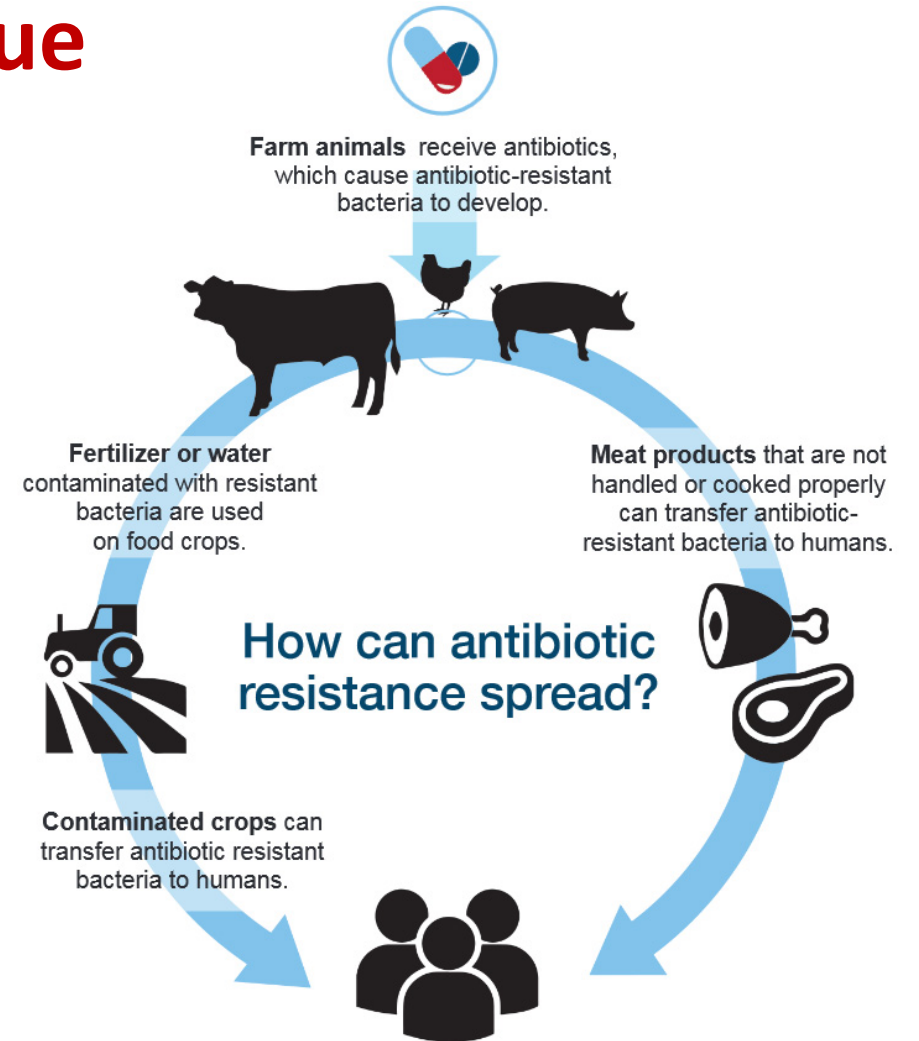 ue
Farm animals receive antibiotics,
which cause antibiotic-resistant
bacteria to develop.
Fertilizer or water
contaminated with resistant
bacteria are used
on food crops.
Meat products that are not
handled or cooked properly
can transfer antibiotic-
resistant bacteria to humans.
How can antibiotic
resistance spread?
Contaminated crops can
transfer antibiotic resistant
bacteria to humans.